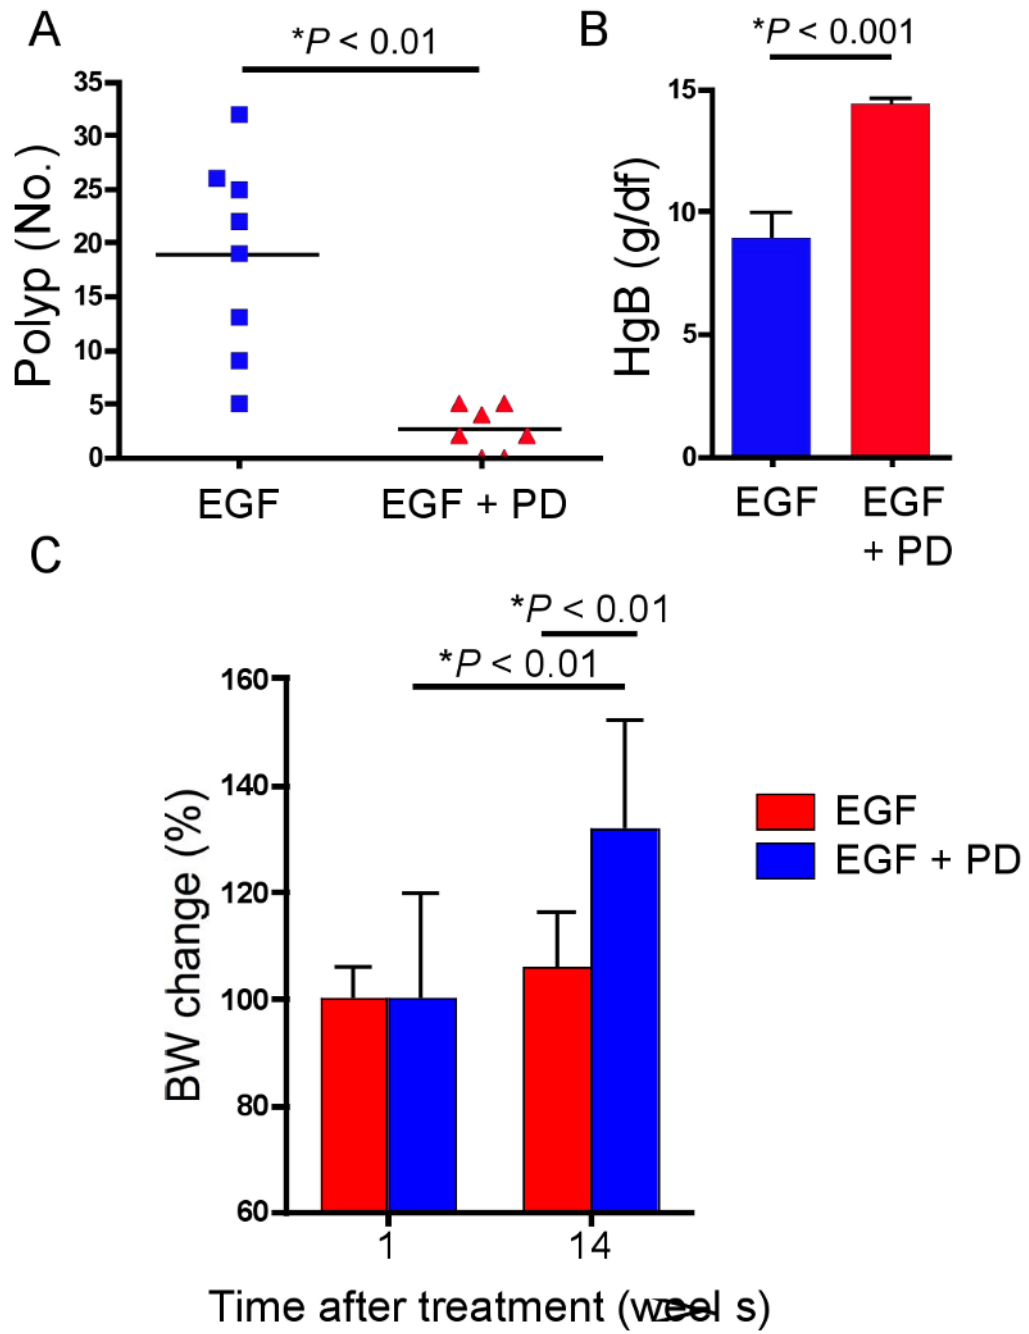 A
*P < 0.01
Polyp (No.)
35
30
25
20
15
10
5
0
EGF
EGF + PD
B
*P < 0.001
HgB (g/df)
15
10
5
0
EGF
EGF
+ PD
C
*P < 0.01
*P < 0.01
BW change (%)
160
140
120
100
80
60
1
14
EGF
EGF + PD
Time after treatment (weel s)